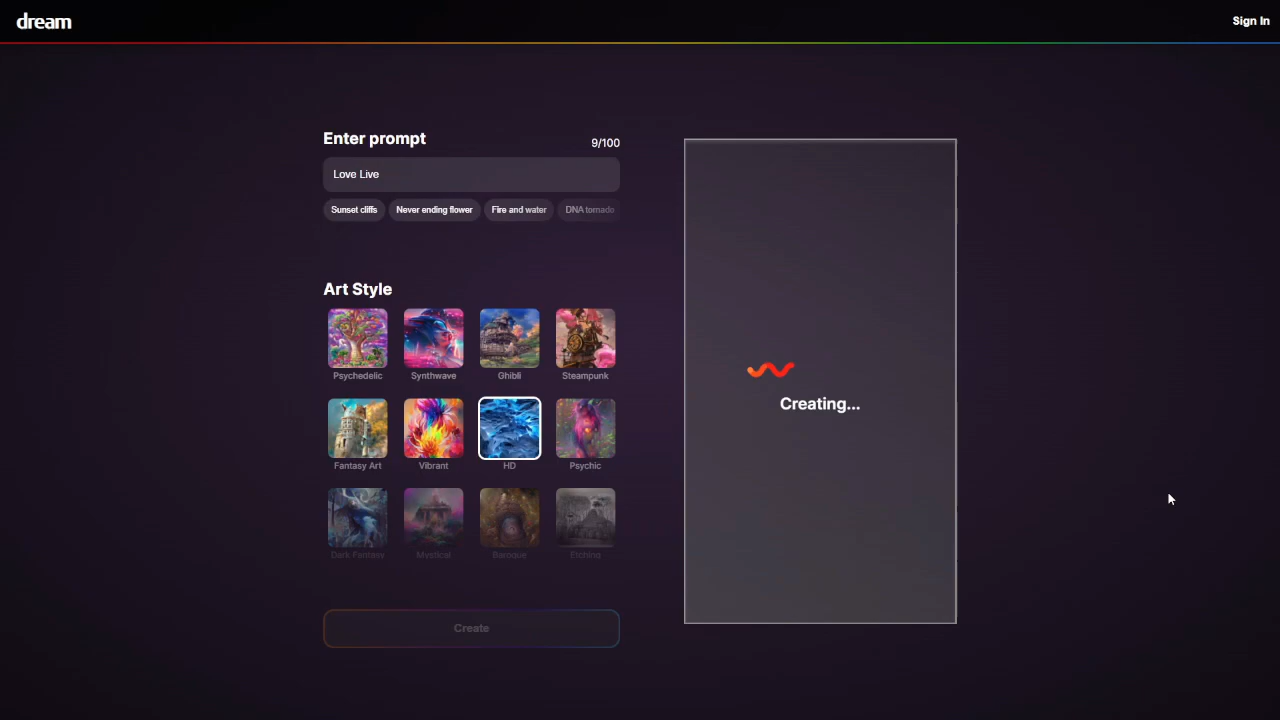 dream
Sign In
Enter prompt
9/100
Love Live
Sunset cliffs Never ending flower Fire and water DNA tornado
Art Style
Psychedelic Synthwave Ghibli Steampunk
Fantasy Art Vibrant HD Psychic
Dark Fantasy Mystical Baroque Etching
Create
Creating...